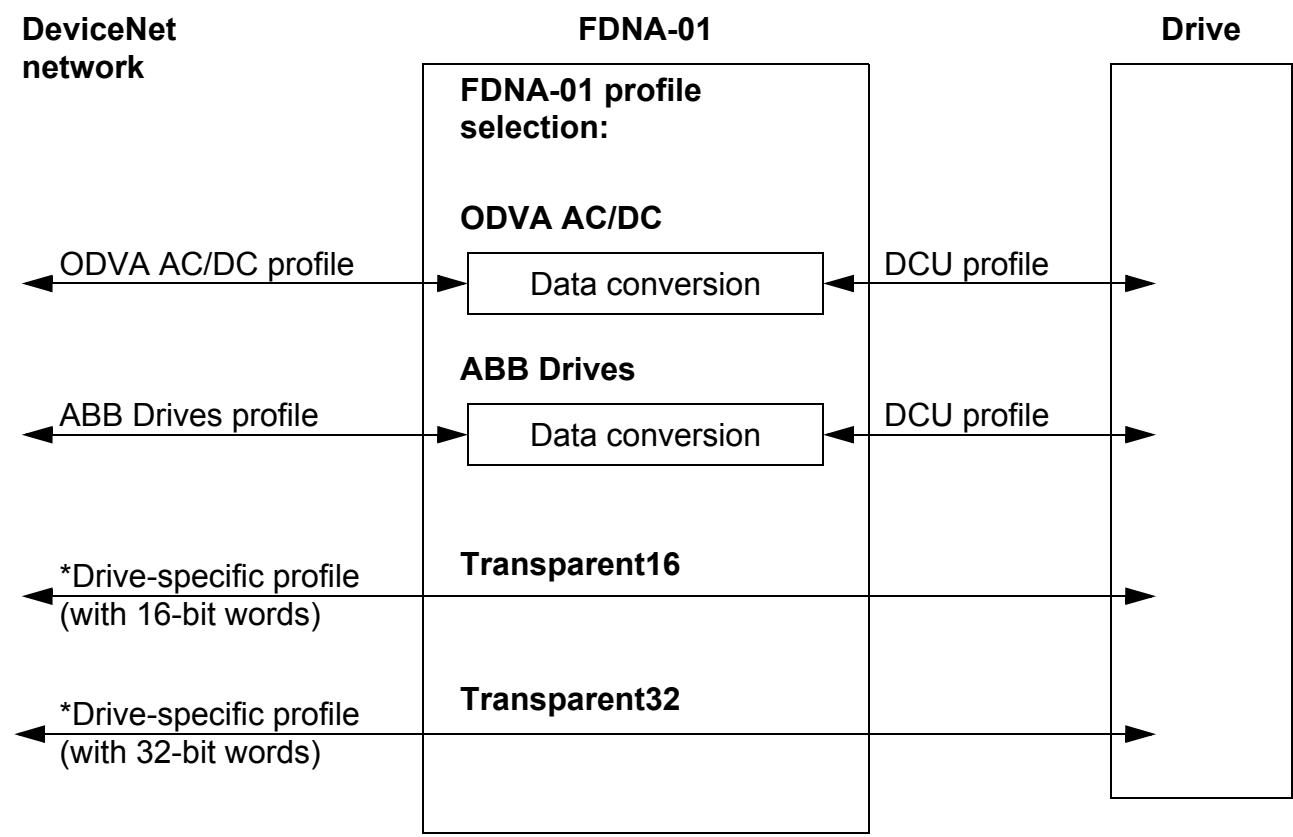 DeviceNet
network
FDNA-01
Drive
FDNA-01 profile
selection:
ODVA AC/DC
ODVA AC/DC profile
Data conversion
DCU profile
ABB Drives
ABB Drives profile
Data conversion
DCU profile
Transparent16
*Drive-specific profile
(with 16-bit words)
Transparent32
*Drive-specific profile
(with 32-bit words)